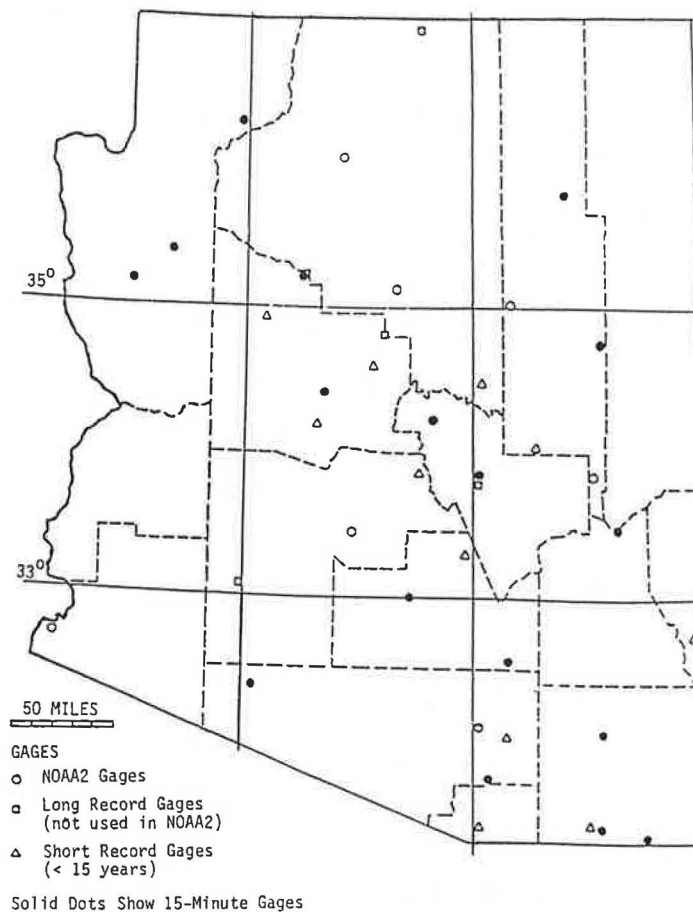 35°
33°
50 MILES
GAGES
NOAA2 Gages
Long Record Gages
(not used in NOAA2)
Short Record Gages
(< 15 years)
Solid Dots Show 15-Minute Gages